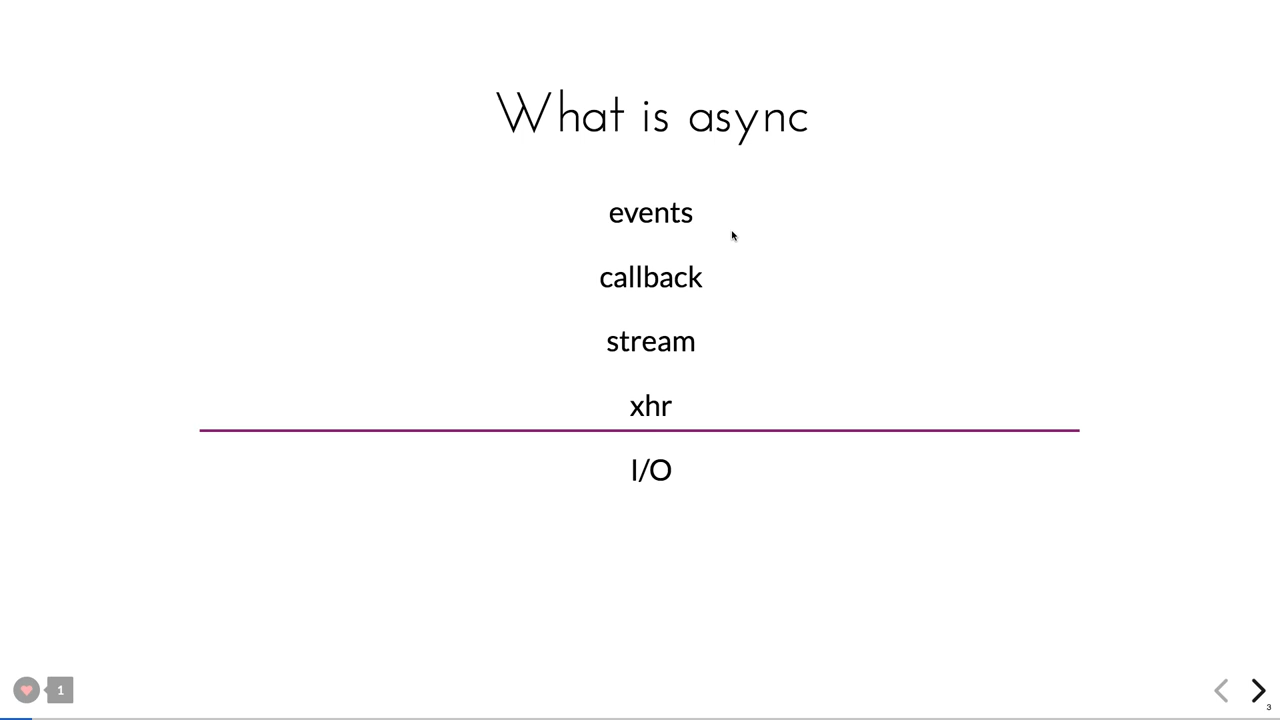 What is async
events
callback
stream
xhr
I/O
1
3